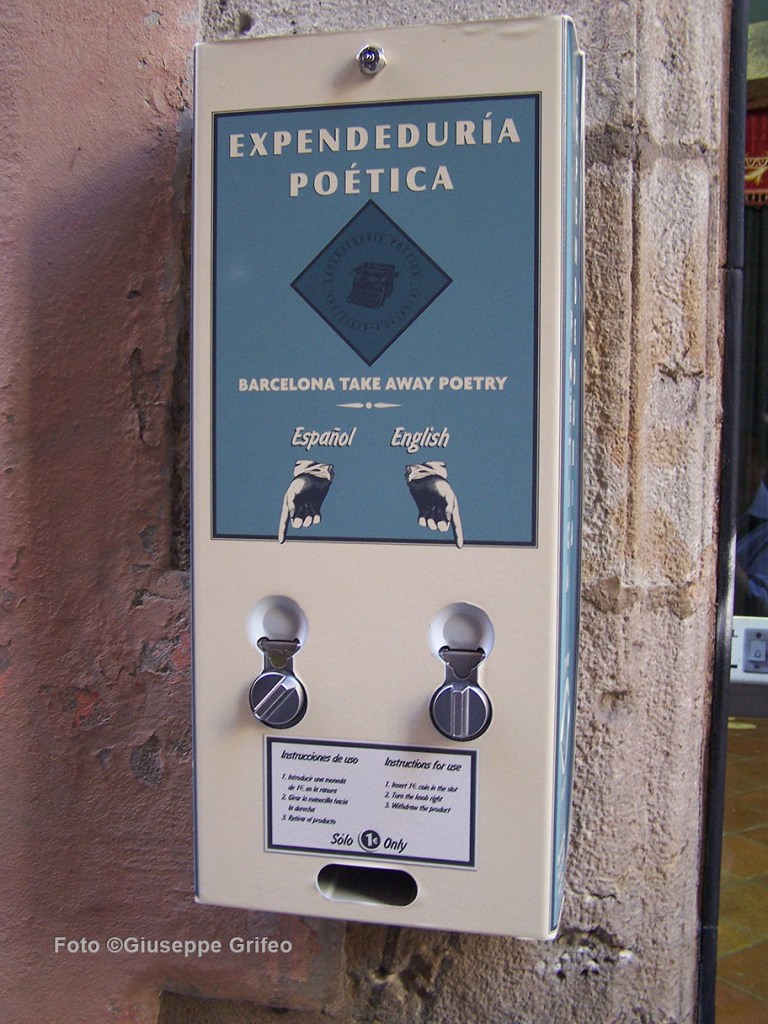 EXPENDEDURÍA
POÉTICA
EXPENDEDURIA POETICA
BARCELONA TAKE AWAY POETRY
Español English
Instrucciones de uso
1. Introducir una moneda
de 1€ en la ranura
2. Girar la manecilla hacia
la derecha
3. Retirar el producto
Instructions for use
1. Insert 1€ coin in the slot
2. Turn the knob right
3. Withdraw the product
Sólo 1€ Only
Foto ©Giuseppe Grifeo